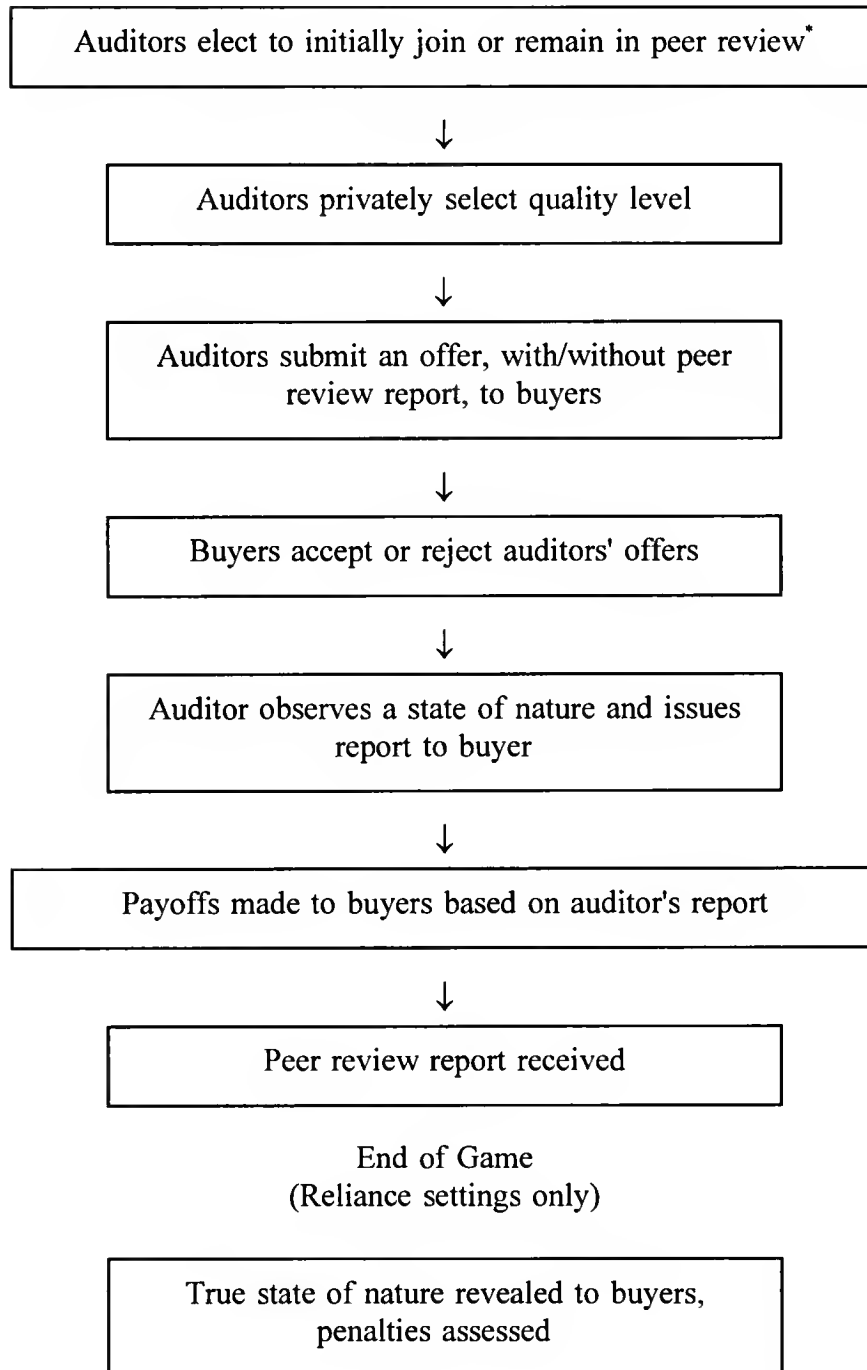 Auditors elect to initially join or remain in peer review*
↓
Auditors privately select quality level
↓
Auditors submit an offer, with/without peer
review report, to buyers
↓
Buyers accept or reject auditors' offers
↓
Auditor observes a state of nature and issues
report to buyer
↓
Payoffs made to buyers based on auditor's report
↓
Peer review report received
End of Game
(Reliance settings only)
True state of nature revealed to buyers,
penalties assessed